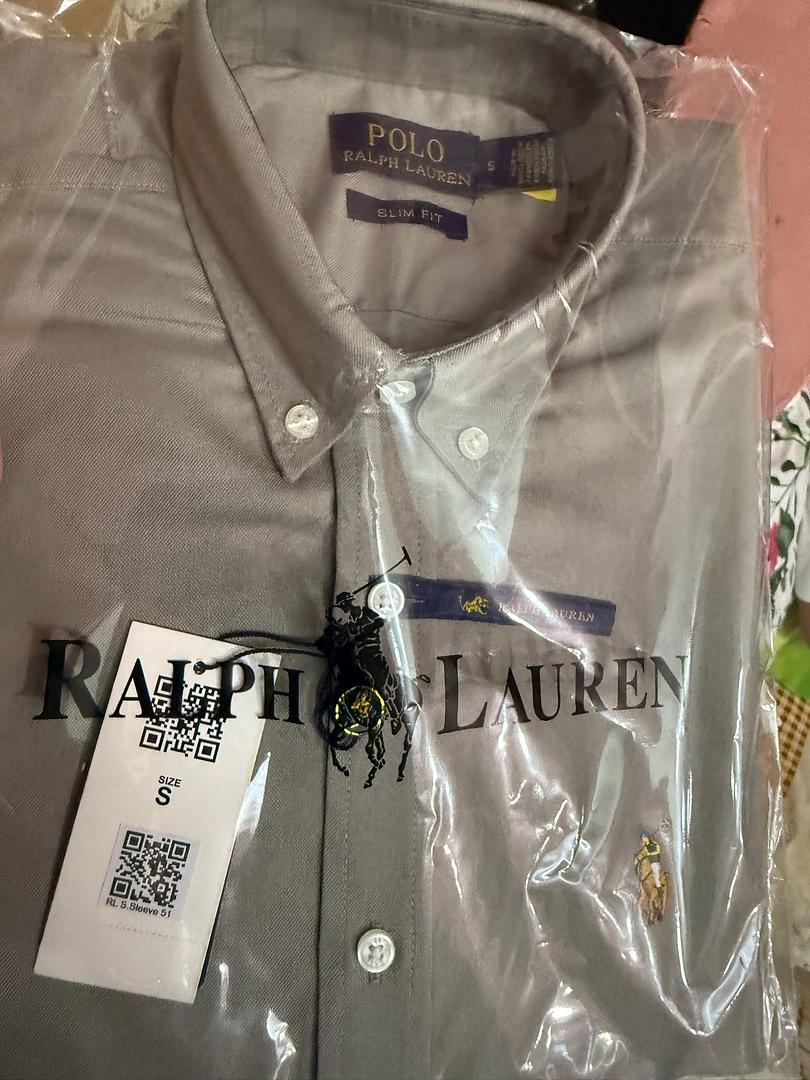 POLO
RALPH LAUREN
S
SLIM FIT
RALPH LAUREN
RALPH LAUREN
SIZE
S
RL S.Sleeve 51